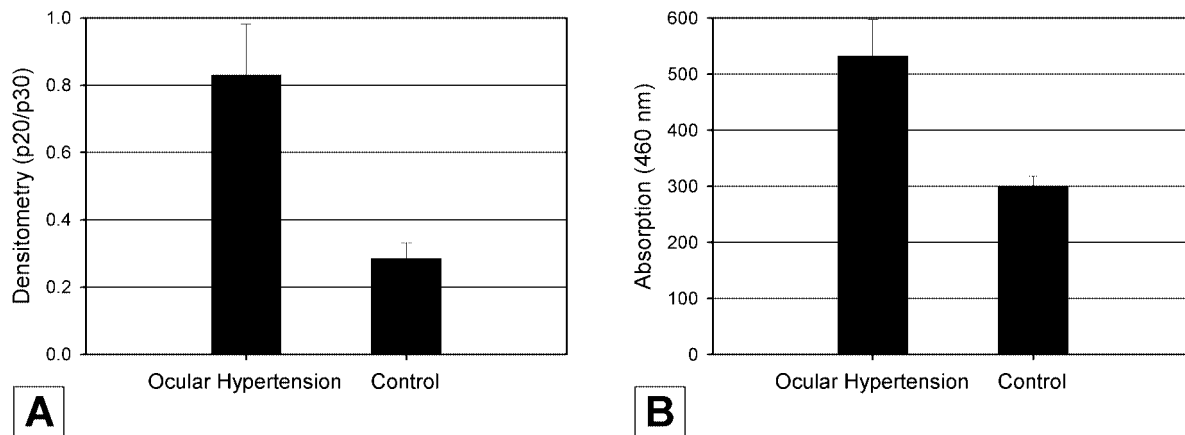 Densitometry (p20/p30)
1.0
0.8
0.6
0.4
0.2
0.0
Ocular Hypertension
Control
A
Absorption (460 nm)
600
500
400
300
200
100
0
Ocular Hypertension
Control
B